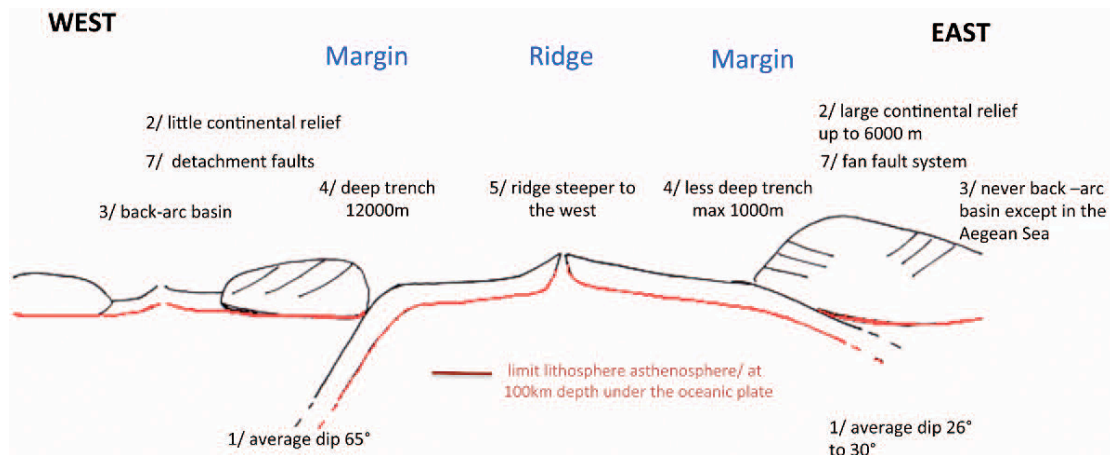 WEST
EAST
Margin
Ridge
Margin
2/ little continental relief
2/ large continental relief
up to 6000 m
7/ detachment faults
7/ fan fault system
3/ back-arc basin
4/ deep trench
12000m
5/ ridge steeper to
the west
4/ less deep trench
max 1000m
3/ never back –arc
basin except in the
Aegean Sea
limit lithosphere asthenosphere/ at
100km depth under the oceanic plate
1/ average dip 65°
1/ average dip 26°
to 30°